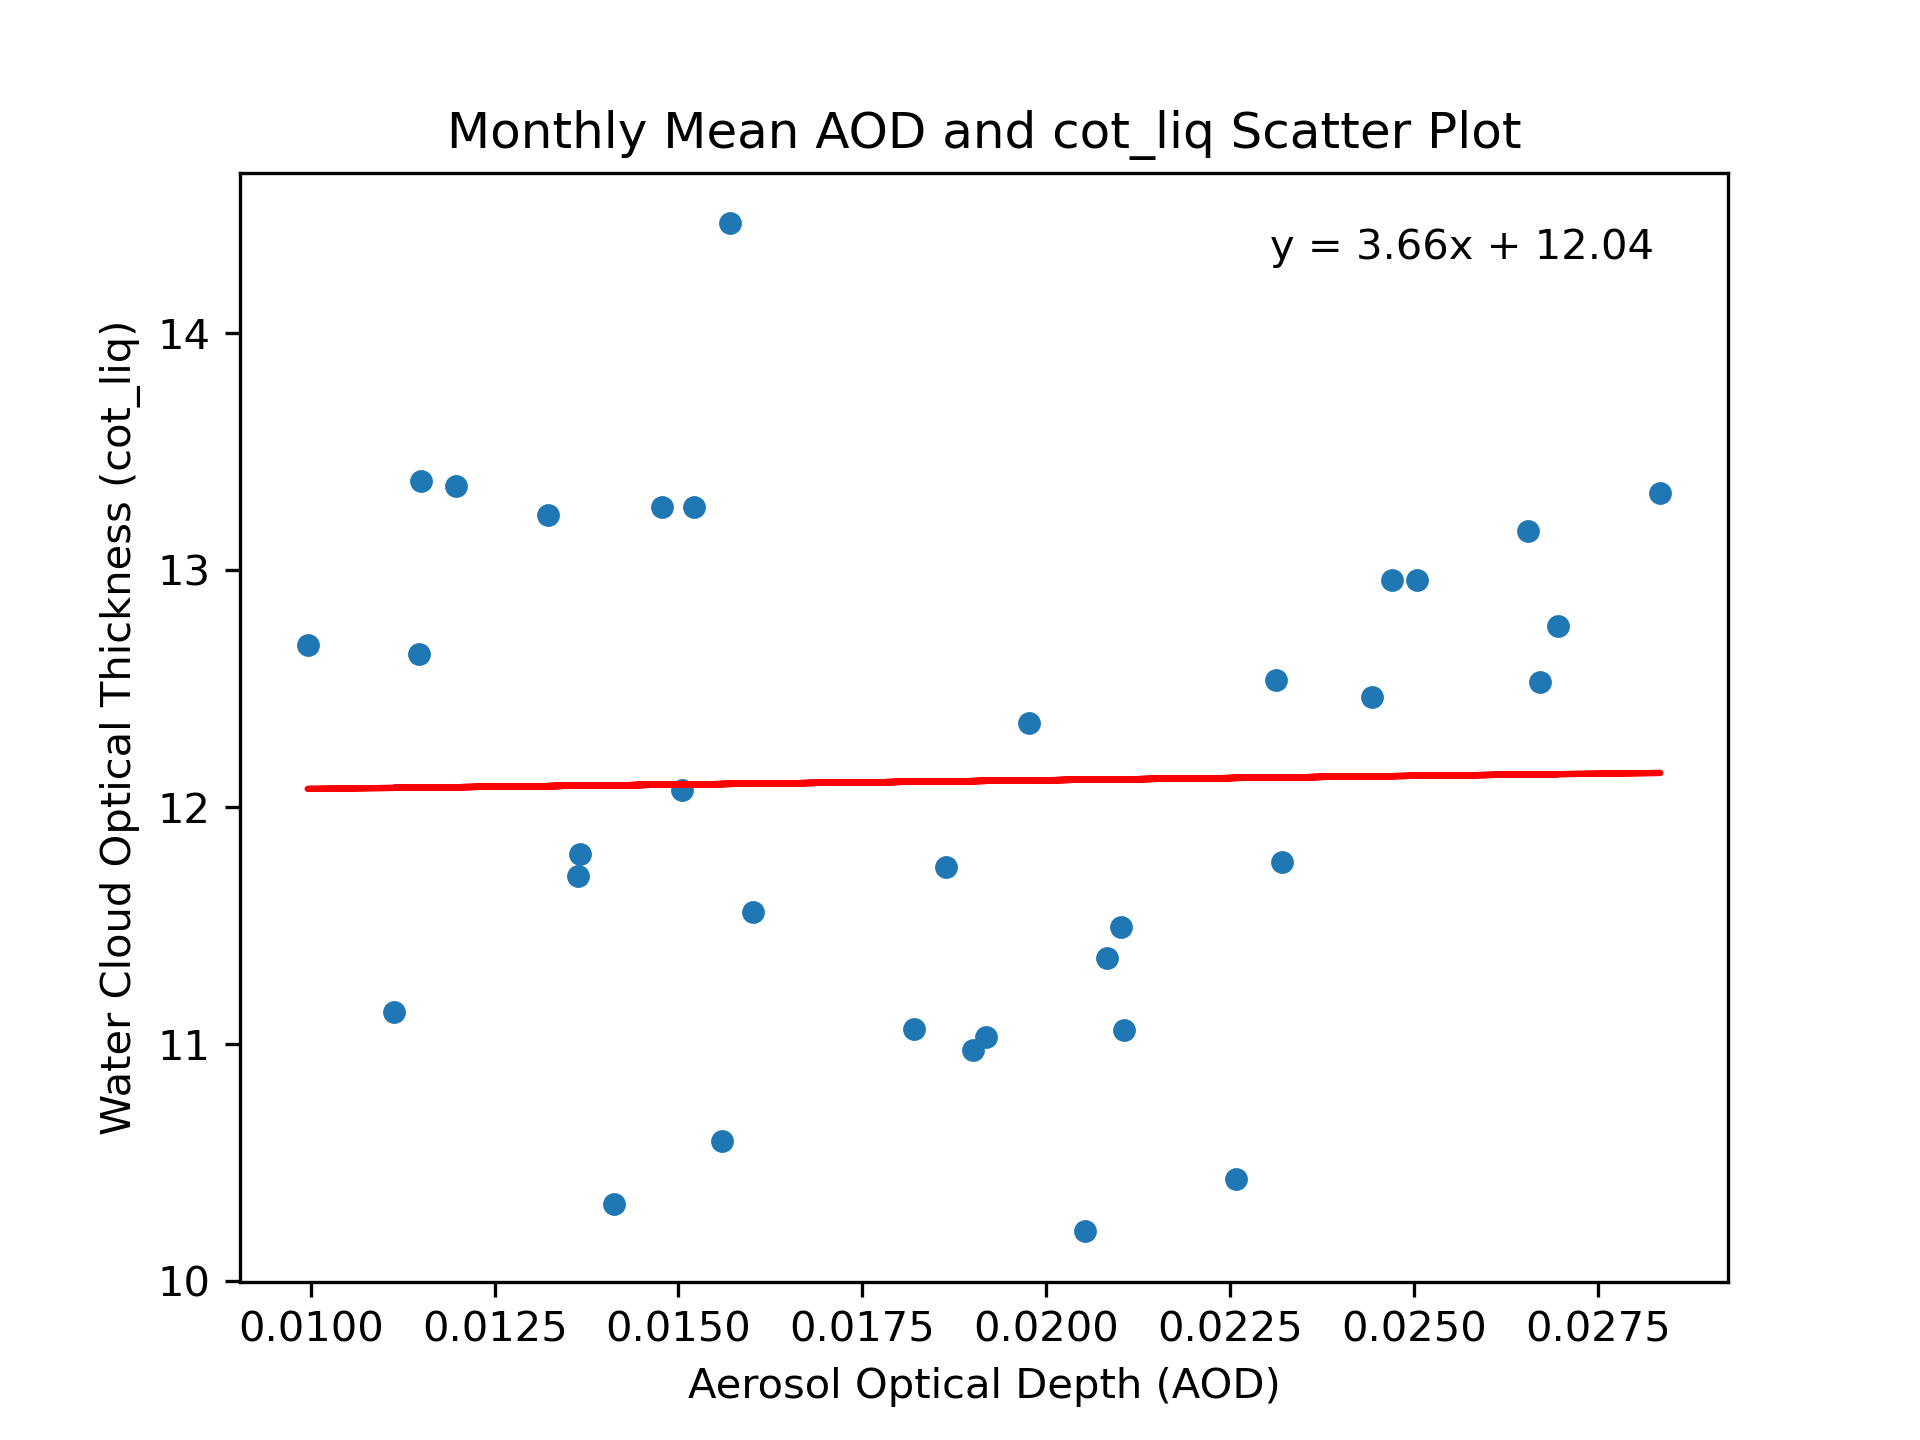 Monthly Mean AOD and cot_liq Scatter Plot
y = 3.66x + 12.04
Water Cloud Optical Thickness (cot_liq)
14
13
12
11
10
0.0100 0.0125 0.0150 0.0175 0.0200 0.0225 0.0250 0.0275
Aerosol Optical Depth (AOD)